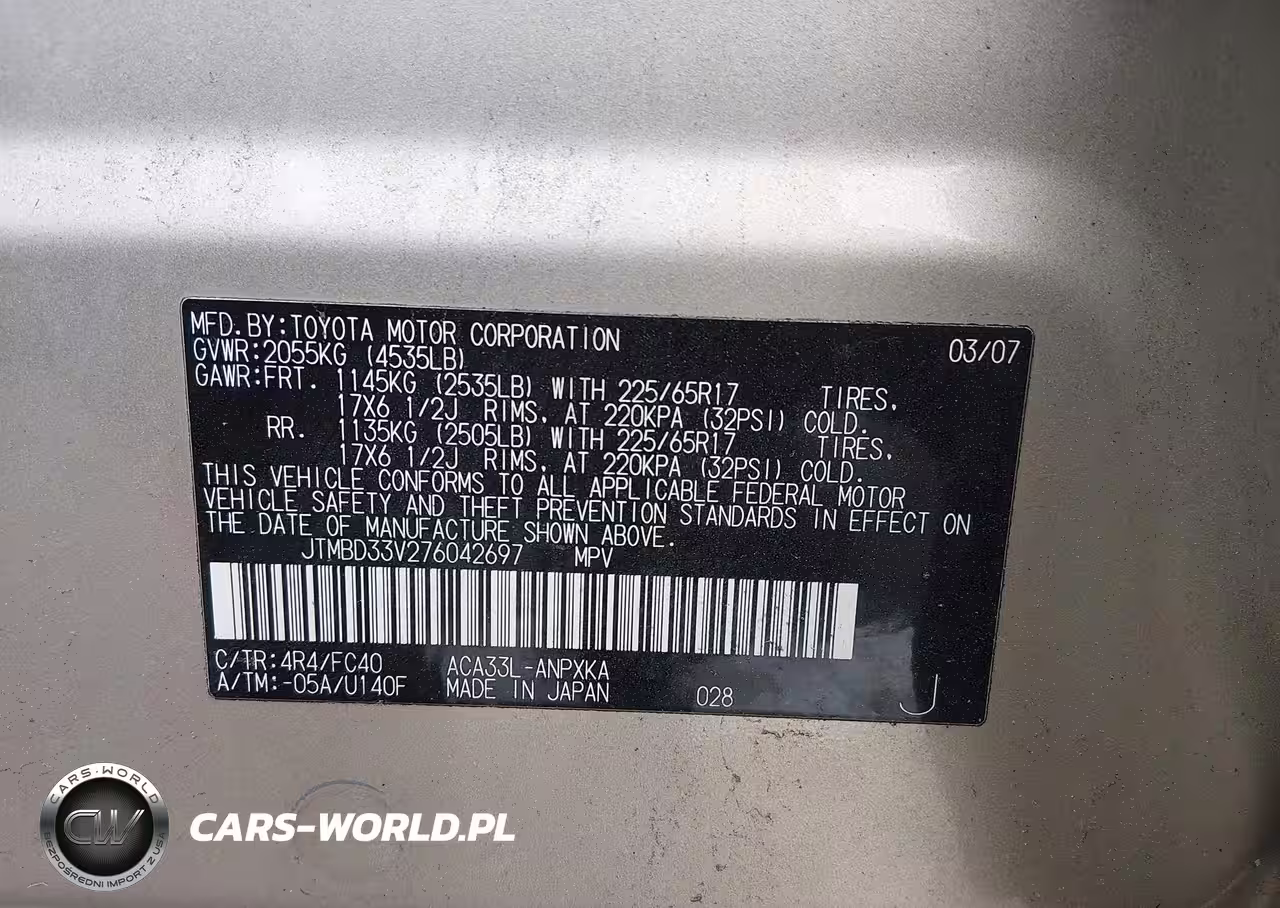 MFD.BY:TOYOTA MOTOR CORPORATION 03/07
GVWR:2055KG (4535LB)
GAWR:FRT. 1145KG (2535LB) WITH 225/65R17 TIRES,
17X6 1/2J RIMS, AT 220KPA (32PSI) COLD.
RR. 1135KG (2505LB) WITH 225/65R17 TIRES,
17X6 1/2J RIMS, AT 220KPA (32PSI) COLD.
THIS VEHICLE CONFORMS TO ALL APPLICABLE FEDERAL MOTOR
VEHICLE SAFETY AND THEFT PREVENTION STANDARDS IN EFFECT ON
THE DATE OF MANUFACTURE SHOWN ABOVE.
JTMBD33V276042697 MPV
C/TR:4R4/FC40 ACA33L-ANPXKA
A/TM:-05A/U140F MADE IN JAPAN 028 J
CARS-WORLD
CW
BEZPOŚREDNI IMPORT Z USA
CARS-WORLD.PL